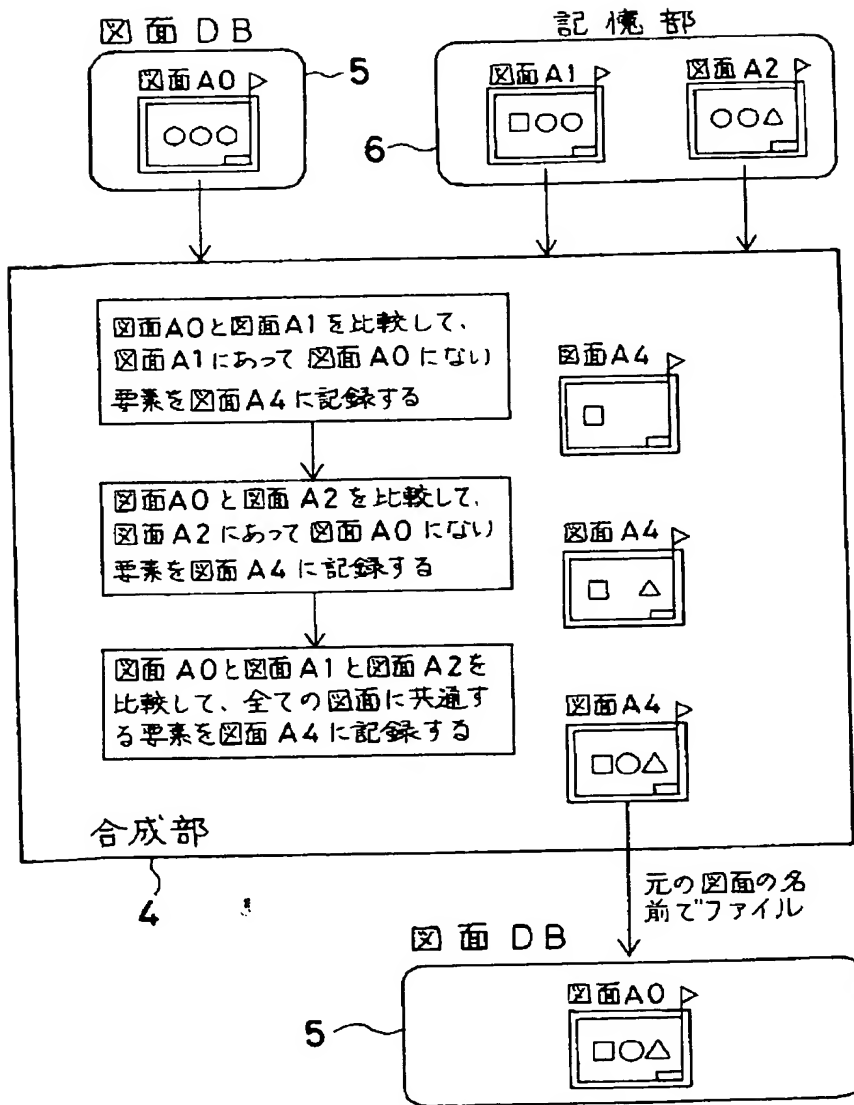 図面DB
記憶部
図面A0
5
図面A1
図面A2
6
図面A0と図面A1を比較して、
図面A1にあって図面A0にない
要素を図面A4に記録する
図面A4
図面A0と図面A2を比較して、
図面A2にあって図面A0にない
要素を図面A4に記録する
図面A4
図面A0と図面A1と図面A2を
比較して、全ての図面に共通す
る要素を図面A4に記録する
図面A4
合成部
4
元の図面の名
前でファイル
図面DB
5
図面A0